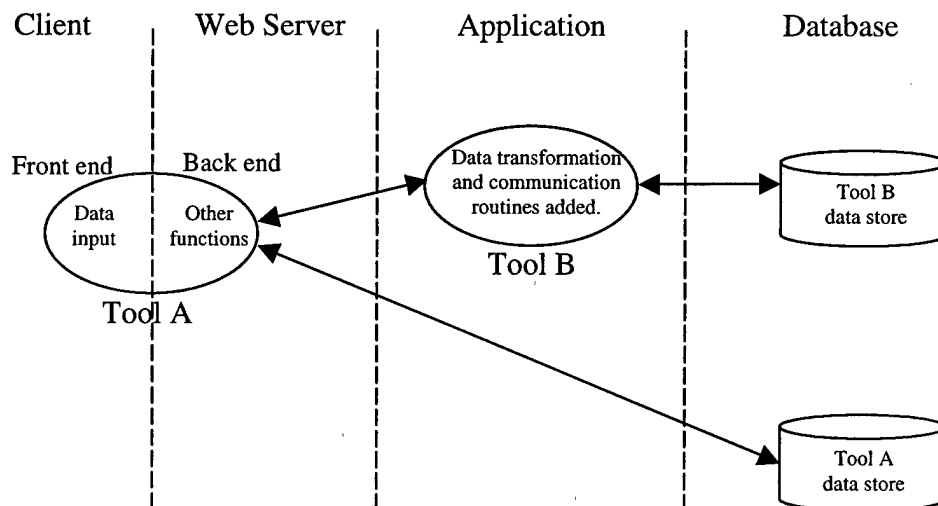 Client
Web Server
Application
Database
Front end
Back end
Data
input
Other
functions
Tool A
Data transformation
and communication
routines added.
Tool B
Tool B
data store
Tool A
data store